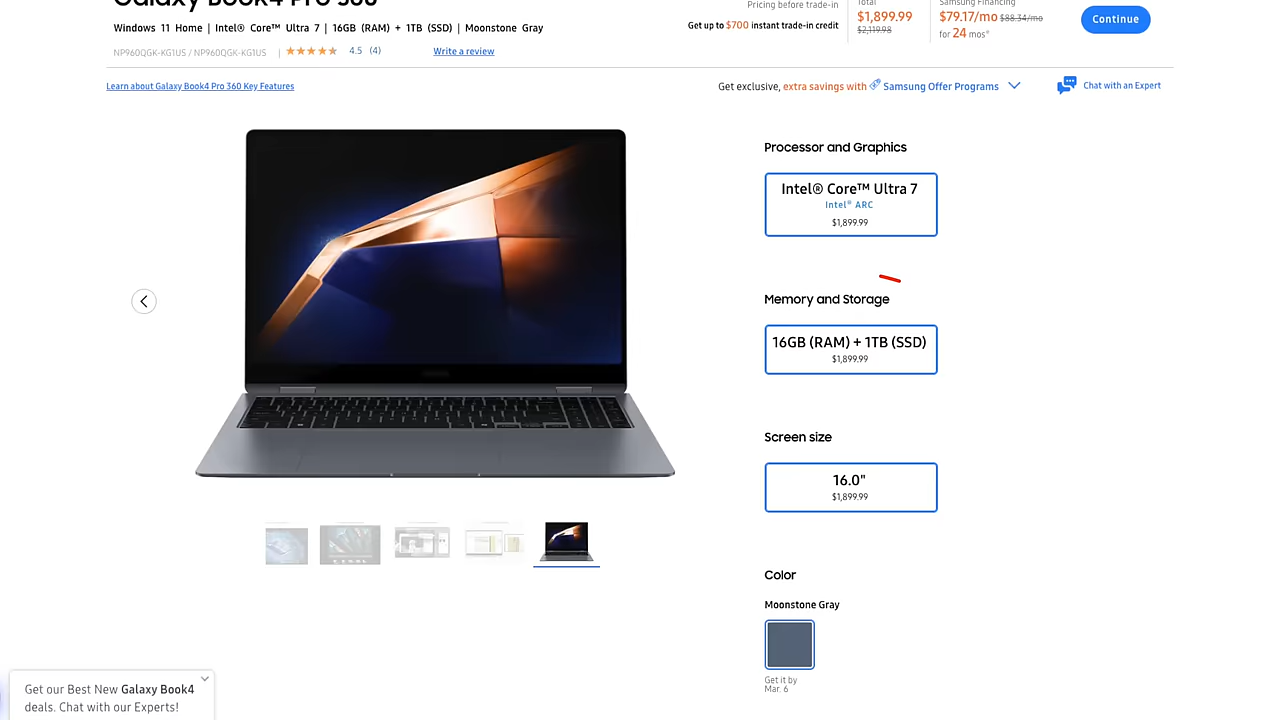 Galaxy Book4 Pro 360
Windows 11 Home | Intel® Core™ Ultra 7 | 16GB (RAM) + 1TB (SSD) | Moonstone Gray
NP960QGK-KG1US / NP960QGK-KG1US | 4.5 (4) Write a review
Pricing before trade-in
Get up to $700 instant trade-in credit
Total
$1,899.99
$2,119.98
Samsung Financing
$79.17/mo $88.34/mo
for 24 mos*
Continue
Learn about Galaxy Book4 Pro 360 Key Features
Get exclusive, extra savings with Samsung Offer Programs
Chat with an Expert
Processor and Graphics
Intel® Core™ Ultra 7
Intel® ARC
$1,899.99
Memory and Storage
16GB (RAM) + 1TB (SSD)
$1,899.99
Screen size
16.0"
$1,899.99
Color
Moonstone Gray
Get it by
Mar. 6
Get our Best New Galaxy Book4
deals. Chat with our Experts!